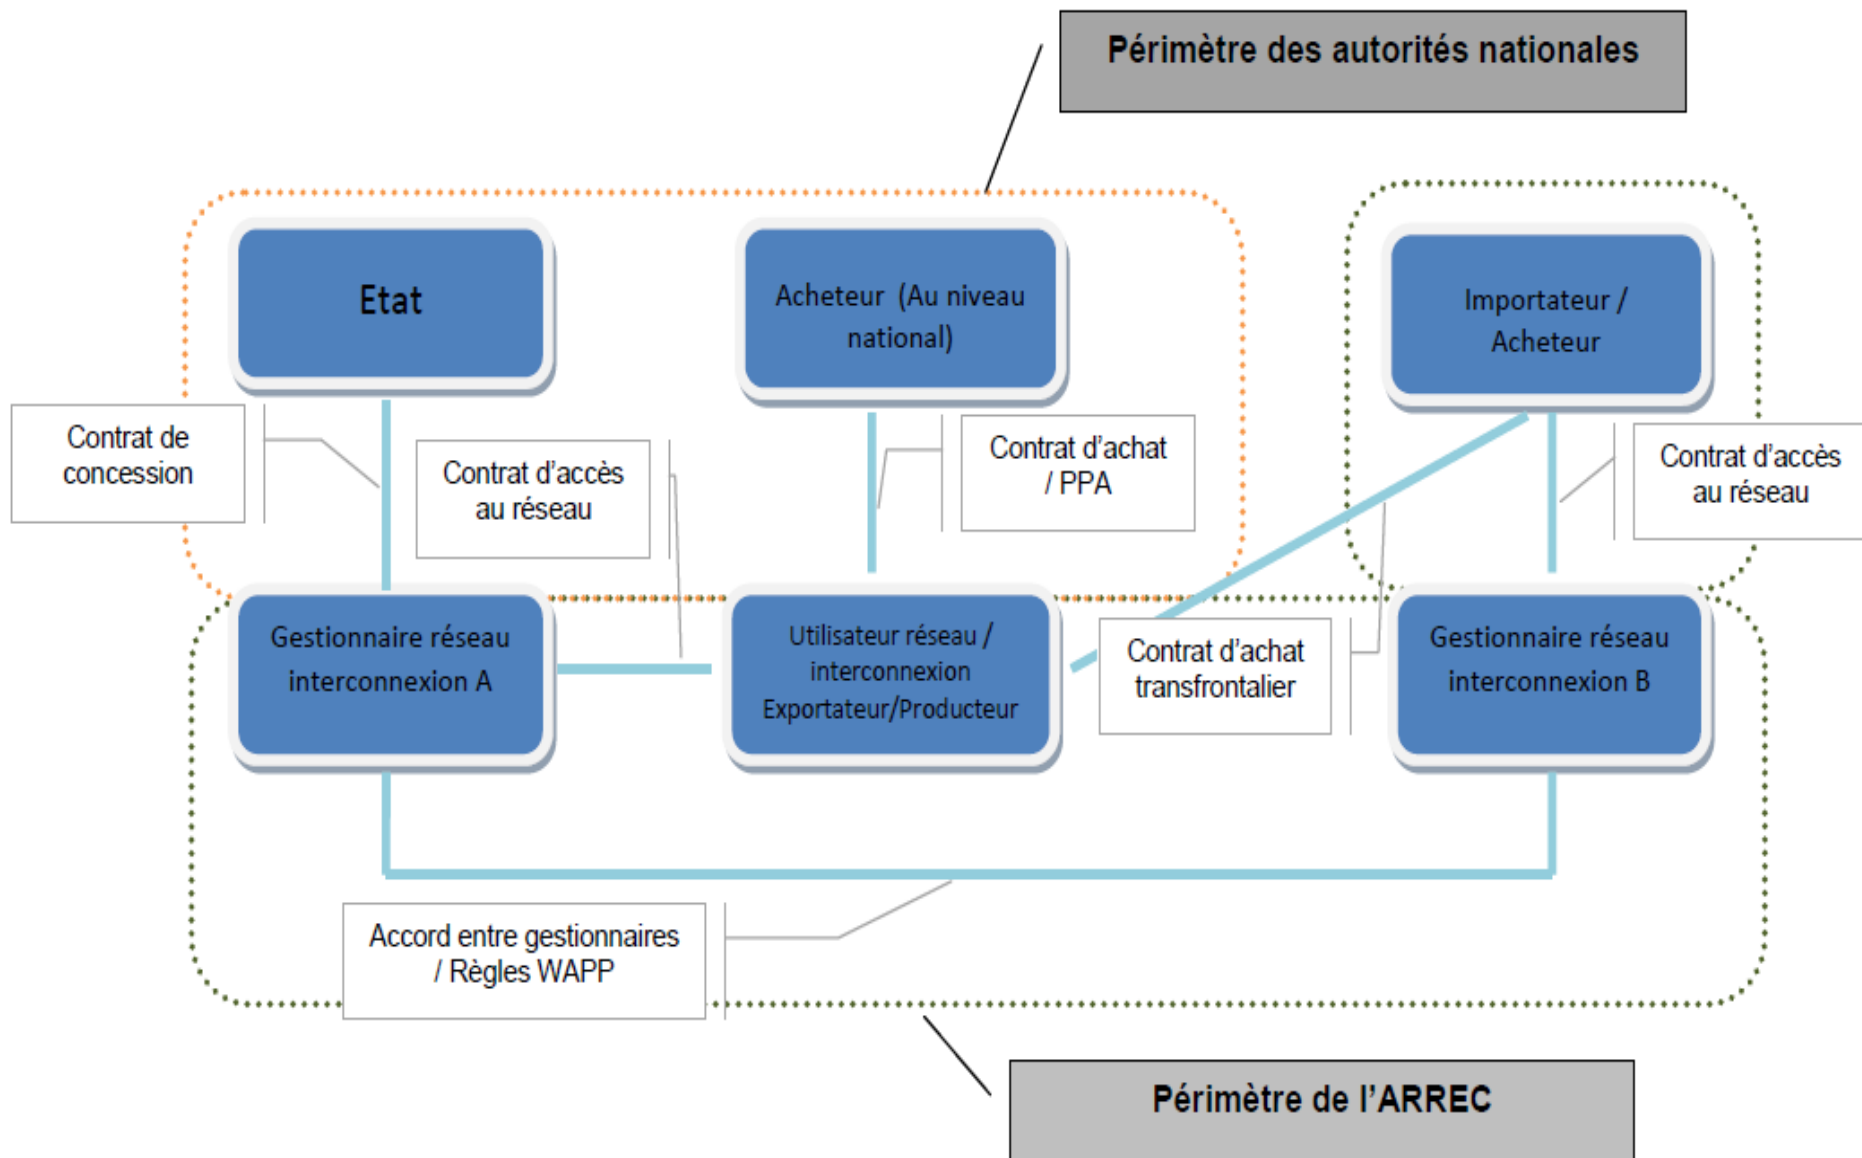 Périmètre des autorités nationales
Etat
Acheteur (Au niveau
national)
Importateur /
Acheteur
Contrat de
concession
Contrat d'accès
au réseau
Contrat d'achat
/ PPA
Contrat d'accès
au réseau
Gestionnaire réseau
interconnexion A
Utilisateur réseau /
interconnexion
Exportateur/Producteur
Contrat d'achat
transfrontalier
Gestionnaire réseau
interconnexion B
Accord entre gestionnaires
/ Règles WAPP
Périmètre de l'ARREC